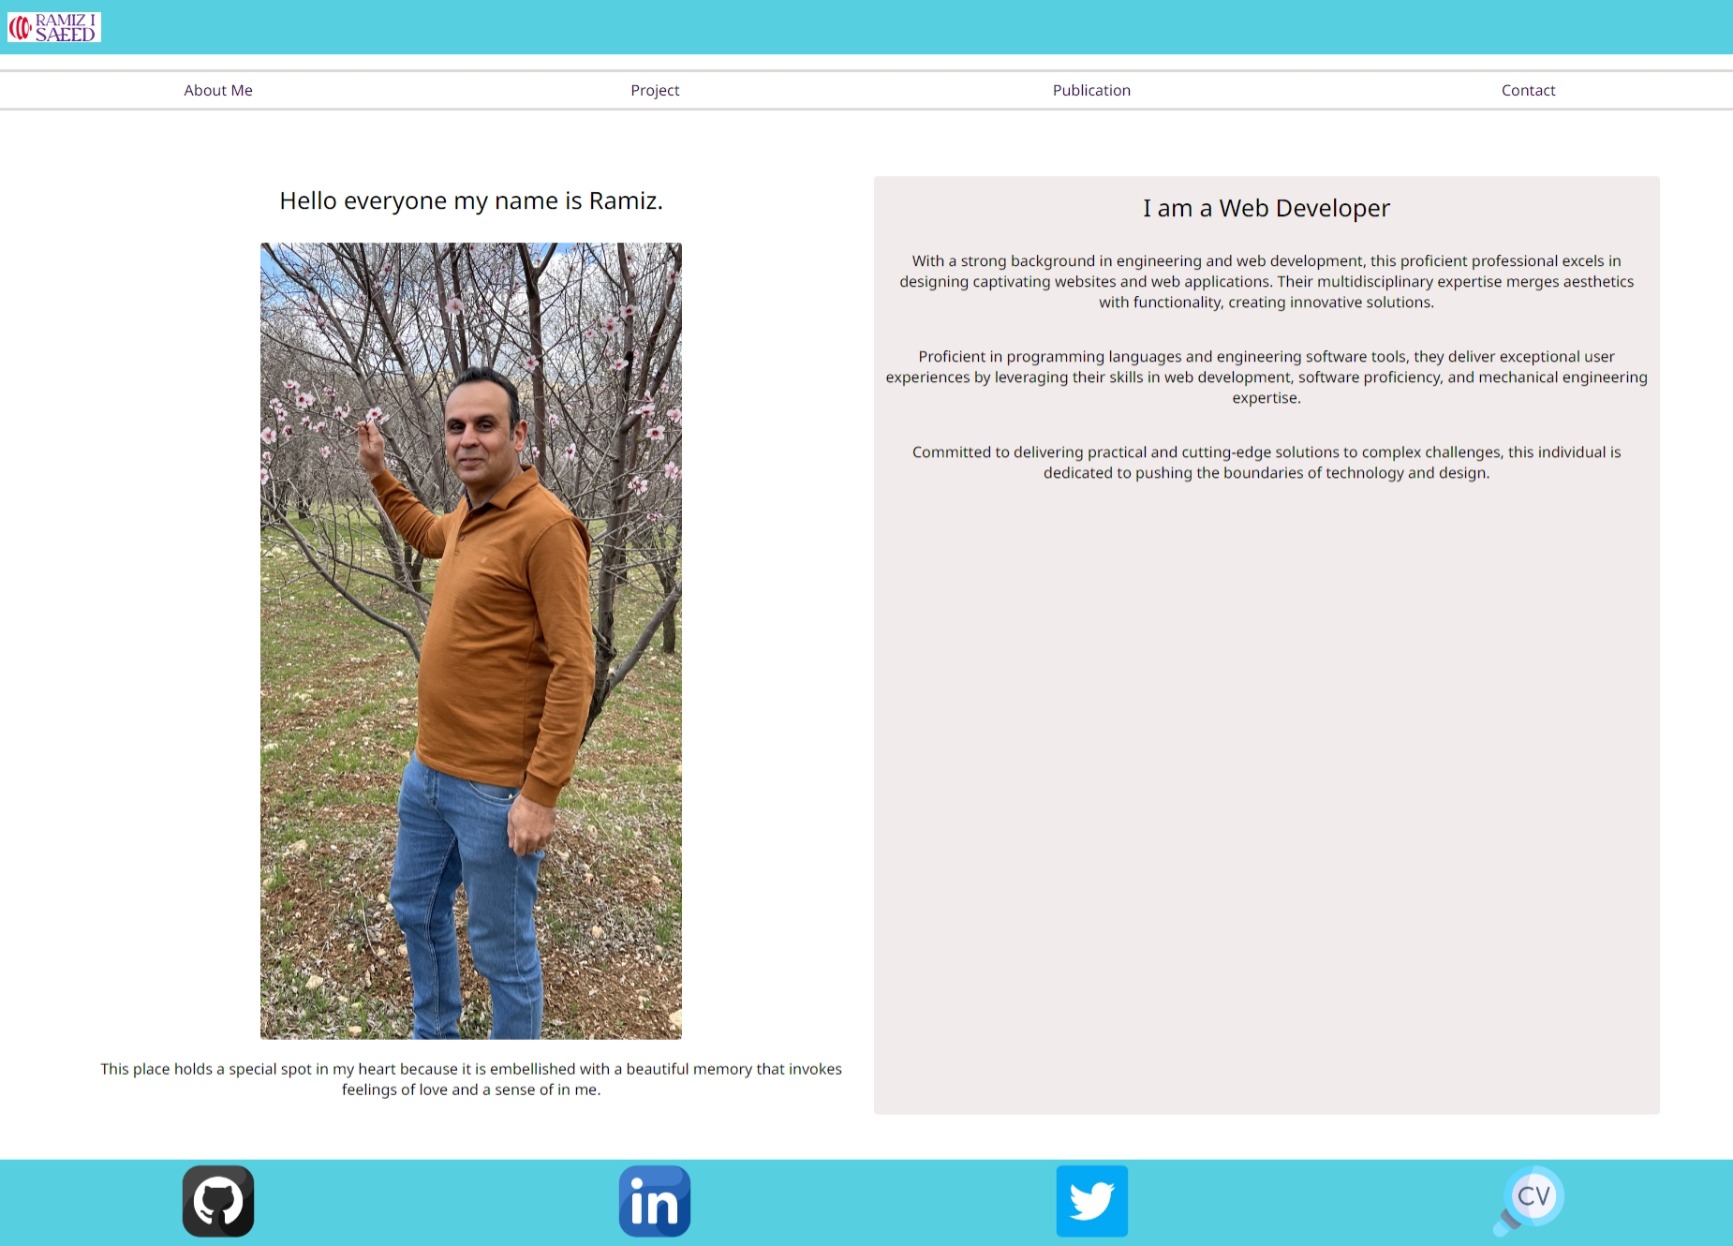 RAMIZ I
SAEED
About Me
Project
Publication
Contact
Hello everyone my name is Ramiz.
This place holds a special spot in my heart because it is embellished with a beautiful memory that invokes
feelings of love and a sense of in me.
I am a Web Developer
With a strong background in engineering and web development, this proficient professional excels in
designing captivating websites and web applications. Their multidisciplinary expertise merges aesthetics
with functionality, creating innovative solutions.
Proficient in programming languages and engineering software tools, they deliver exceptional user
experiences by leveraging their skills in web development, software proficiency, and mechanical engineering
expertise.
Committed to delivering practical and cutting-edge solutions to complex challenges, this individual is
dedicated to pushing the boundaries of technology and design.
in
CV